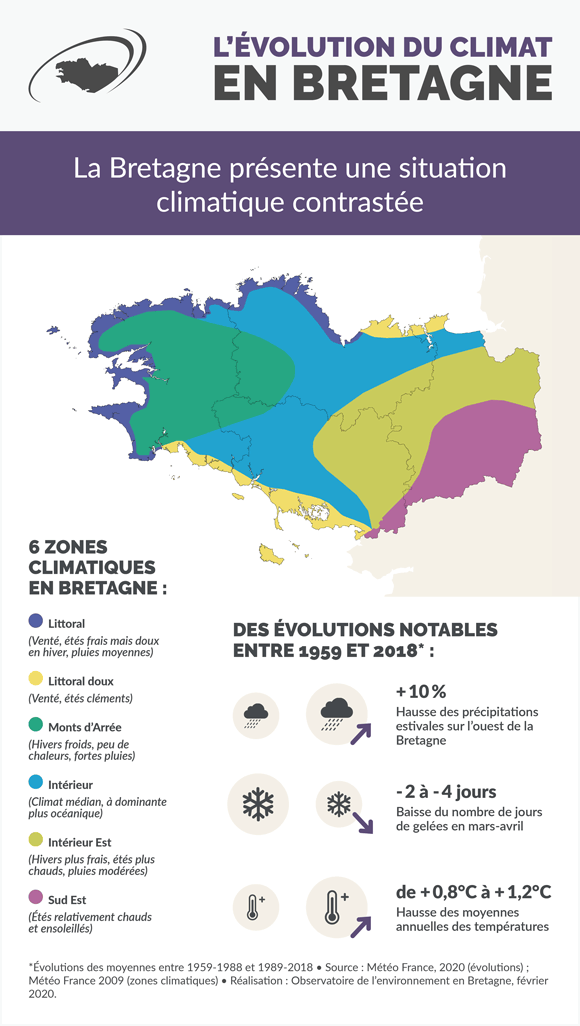 L'ÉVOLUTION DU CLIMAT
EN BRETAGNE
La Bretagne présente une situation
climatique contrastée
6 ZONES
CLIMATIQUES
EN BRETAGNE :
Littoral
(Venté, étés frais mais doux
en hiver, pluies moyennes)
Littoral doux
(Venté, étés cléments)
Monts d'Arrée
(Hivers froids, peu de
chaleurs, fortes pluies)
Intérieur
(Climat médian, à dominante
plus océanique)
Intérieur Est
(Hivers plus frais, étés plus
chauds, pluies modérées)
Sud Est
(Étés relativement chauds
et ensoleillés)
DES ÉVOLUTIONS NOTABLES
ENTRE 1959 ET 2018* :
+ 10 %
Hausse des précipitations
estivales sur l'ouest de la
Bretagne
- 2 à - 4 jours
Baisse du nombre de jours
de gelées en mars-avril
de + 0,8°C à + 1,2°C
Hausse des moyennes
annuelles des températures
*Évolutions des moyennes entre 1959-1988 et 1989-2018 • Source : Météo France, 2020 (évolutions) ;
Météo France 2009 (zones climatiques) • Réalisation : Observatoire de l'environnement en Bretagne, février
2020.